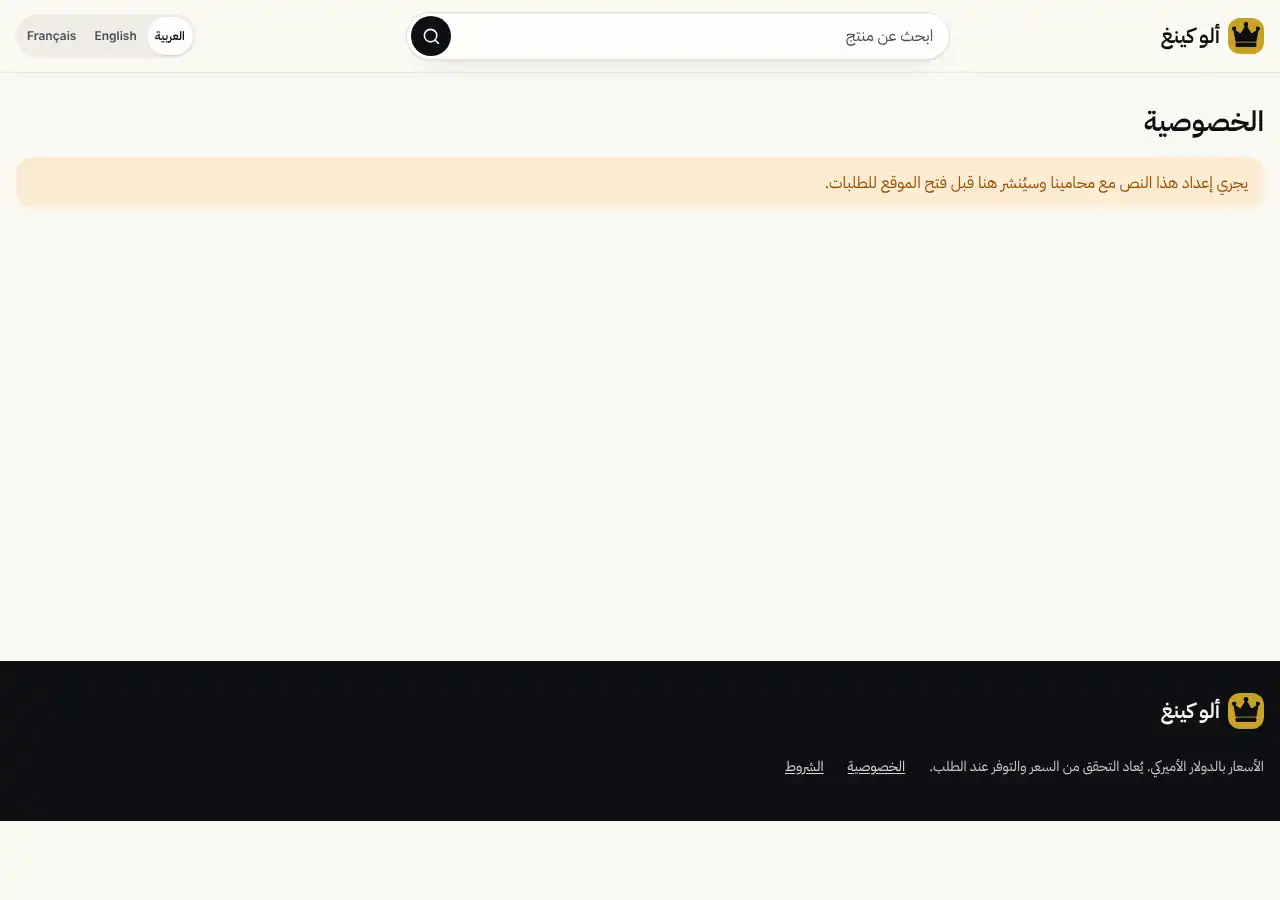 ألو كينغ
ابحث عن منتج
العربية
English
Français
الخصوصية
يجري إعداد هذا النص مع محامينا وسيُنشر هنا قبل فتح الموقع للطلبات.
ألو كينغ
الأسعار بالدولار الأميركي. يُعاد التحقق من السعر والتوفر عند الطلب. الخصوصية الشروط